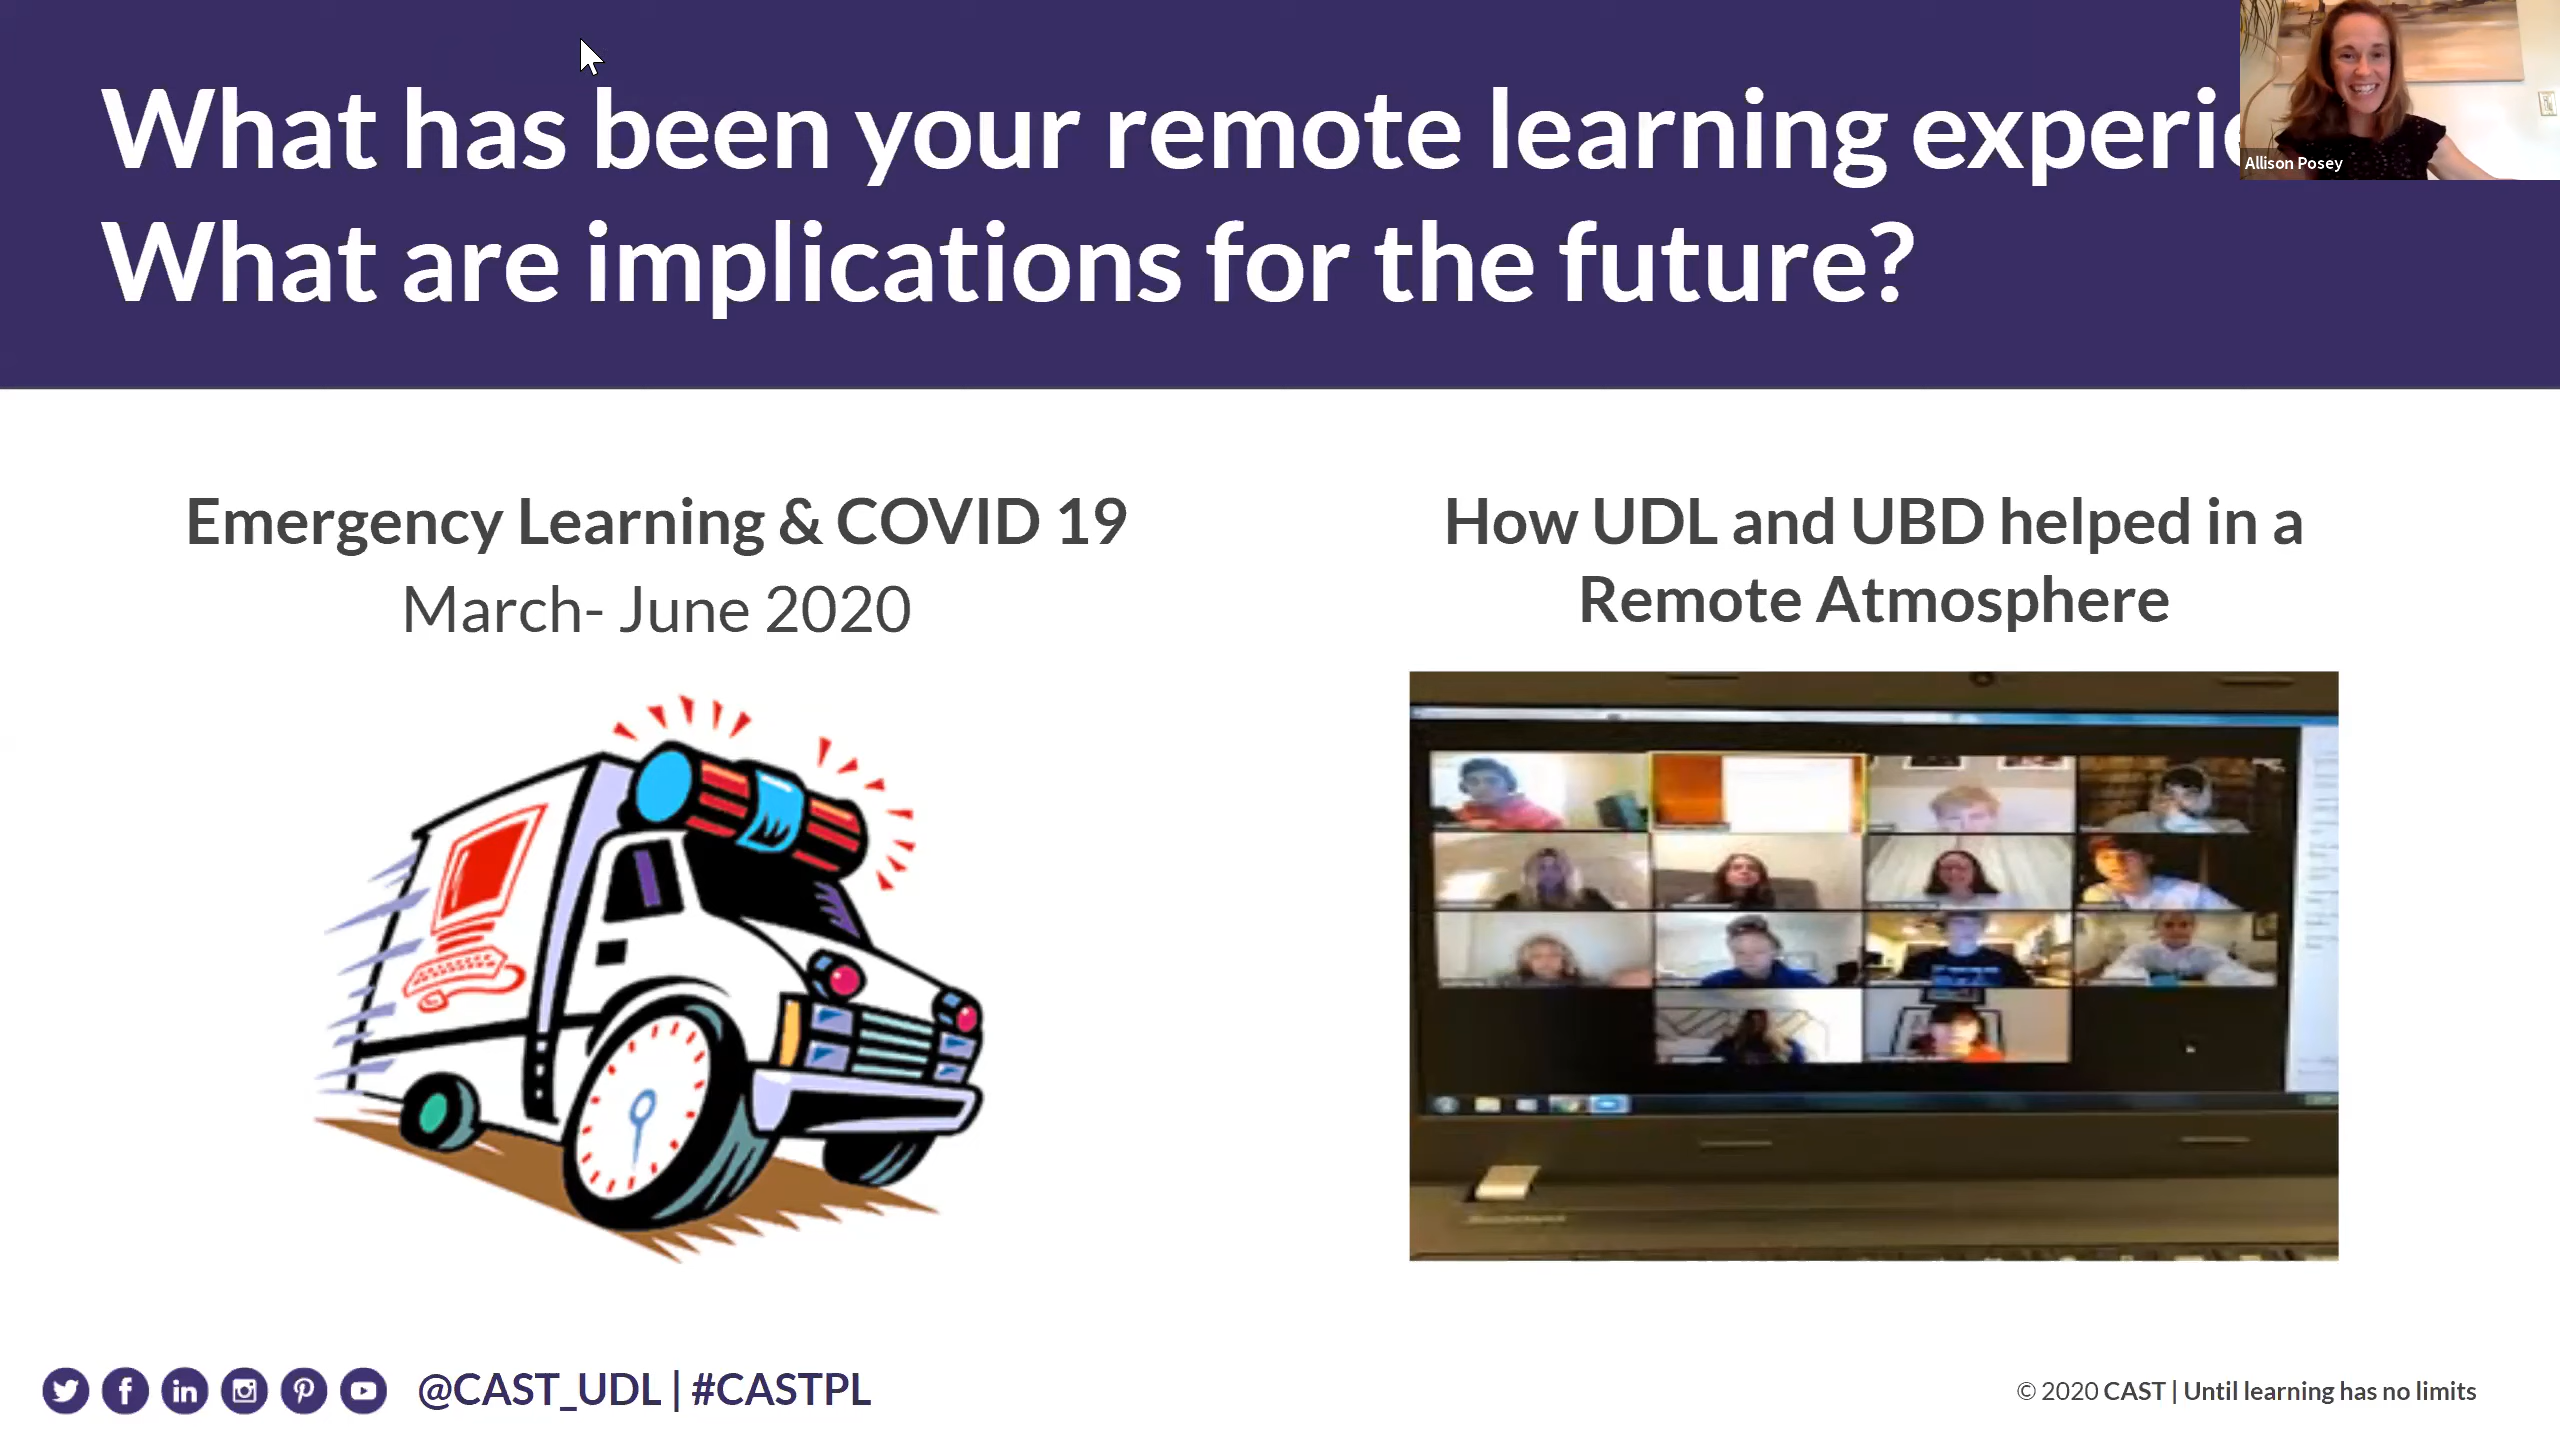 What has been your remote learning experie
Allison Posey
What are implications for the future?
Emergency Learning & COVID 19
March- June 2020
How UDL and UBD helped in a
Remote Atmosphere
@CAST_UDL | #CASTPL
© 2020 CAST | Until learning has no limits